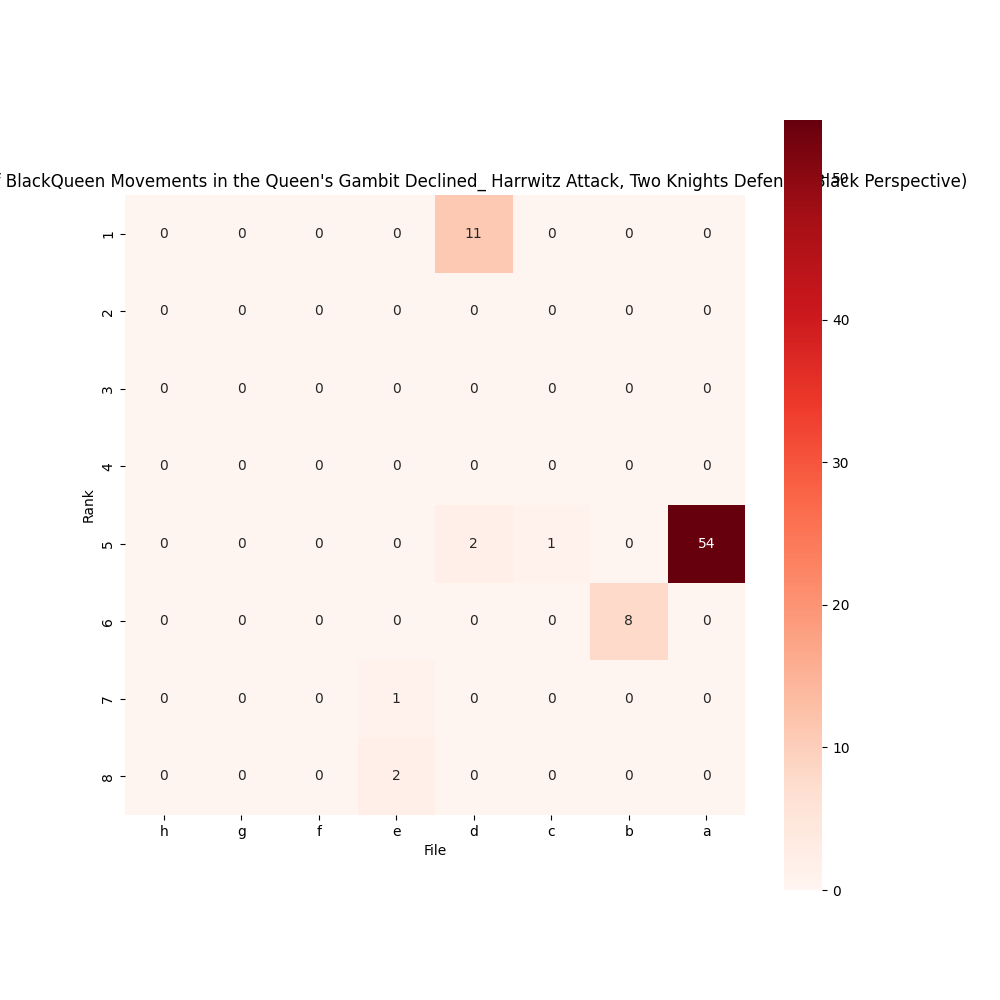 BlackQueen Movements in the Queen's Gambit Declined_ Harrwitz Attack, Two Knights Defen Black Perspective)
Rank
1 0 0 0 0 11 0 0 0
2 0 0 0 0 0 0 0 0
3 0 0 0 0 0 0 0 0
4 0 0 0 0 0 0 0 0
5 0 0 0 0 2 1 0 54
6 0 0 0 0 0 0 8 0
7 0 0 0 1 0 0 0 0
8 0 0 0 2 0 0 0 0
h g f e d c b a
File
50
40
30
20
10
0